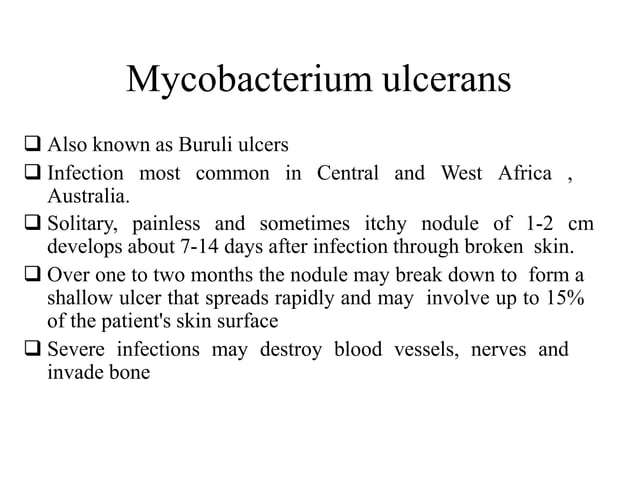 Mycobacterium ulcerans
❑ Also known as Buruli ulcers
❑ Infection most common in Central and West Africa ,
Australia.
❑ Solitary, painless and sometimes itchy nodule of 1-2 cm
develops about 7-14 days after infection through broken skin.
❑ Over one to two months the nodule may break down to form a
shallow ulcer that spreads rapidly and may involve up to 15%
of the patient's skin surface
❑ Severe infections may destroy blood vessels, nerves and
invade bone